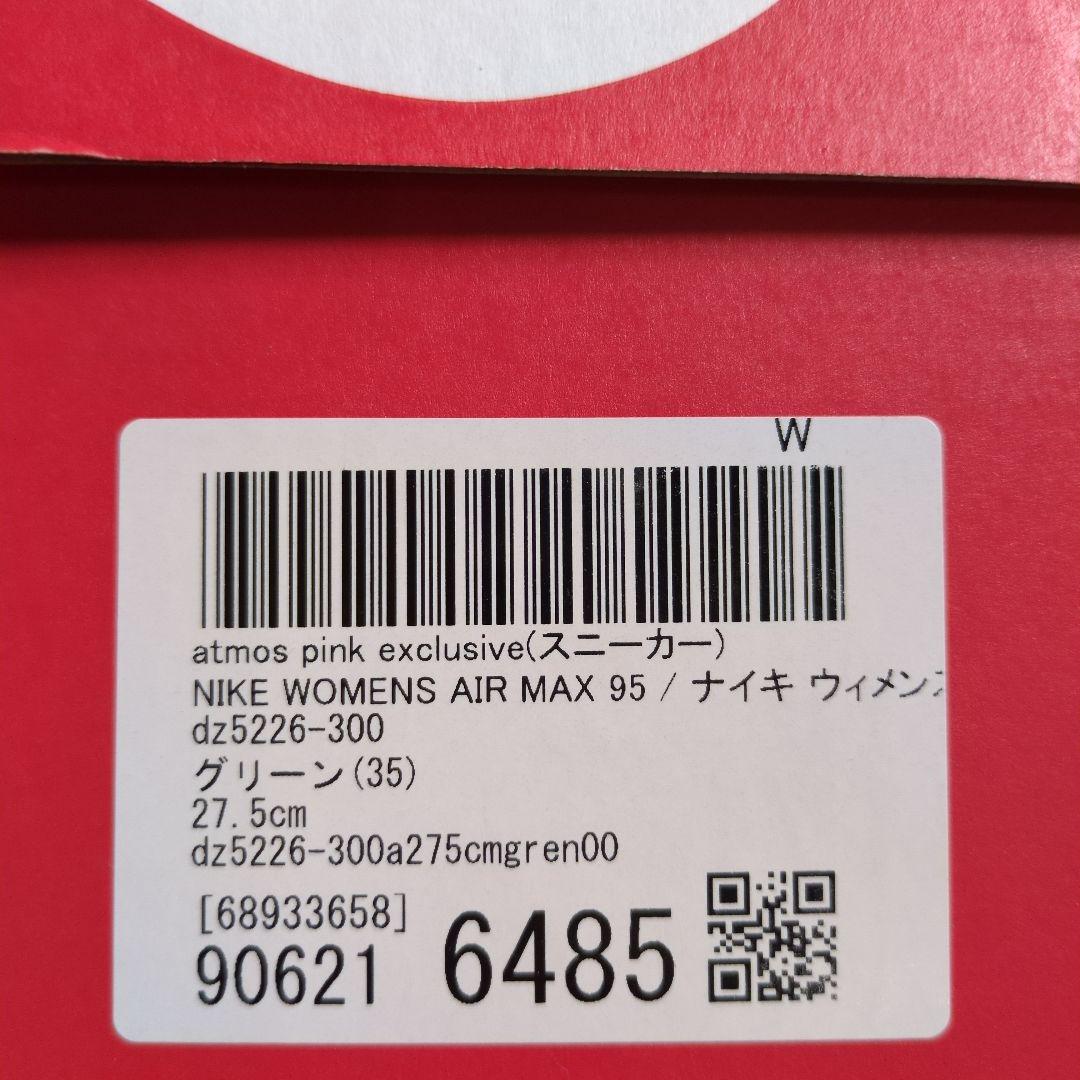 W
atmos pink exclusive(スニーカー)
NIKE WOMENS AIR MAX 95 / ナイキ ウィメンズ
dz5226-300
グリーン(35)
27.5cm
dz5226-300a275cmgren00
[68933658]
90621 6485